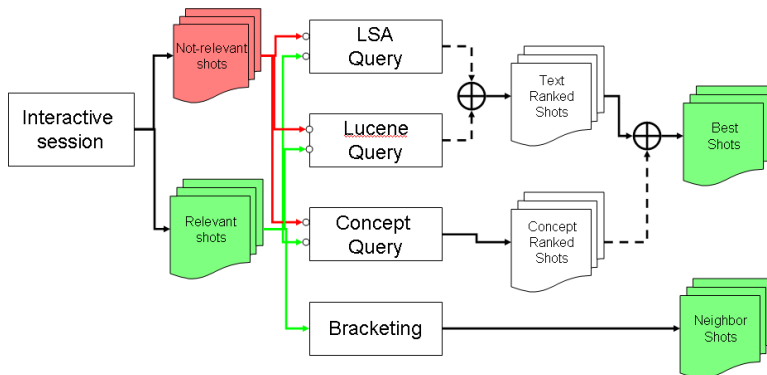 Not-relevant
shots
LSA
Query
Text
Ranked
Shots
Interactive
session
Lucene
Query
Best
Shots
Relevant
shots
Concept
Query
Concept
Ranked
Shots
Bracketing
Neighbor
Shots